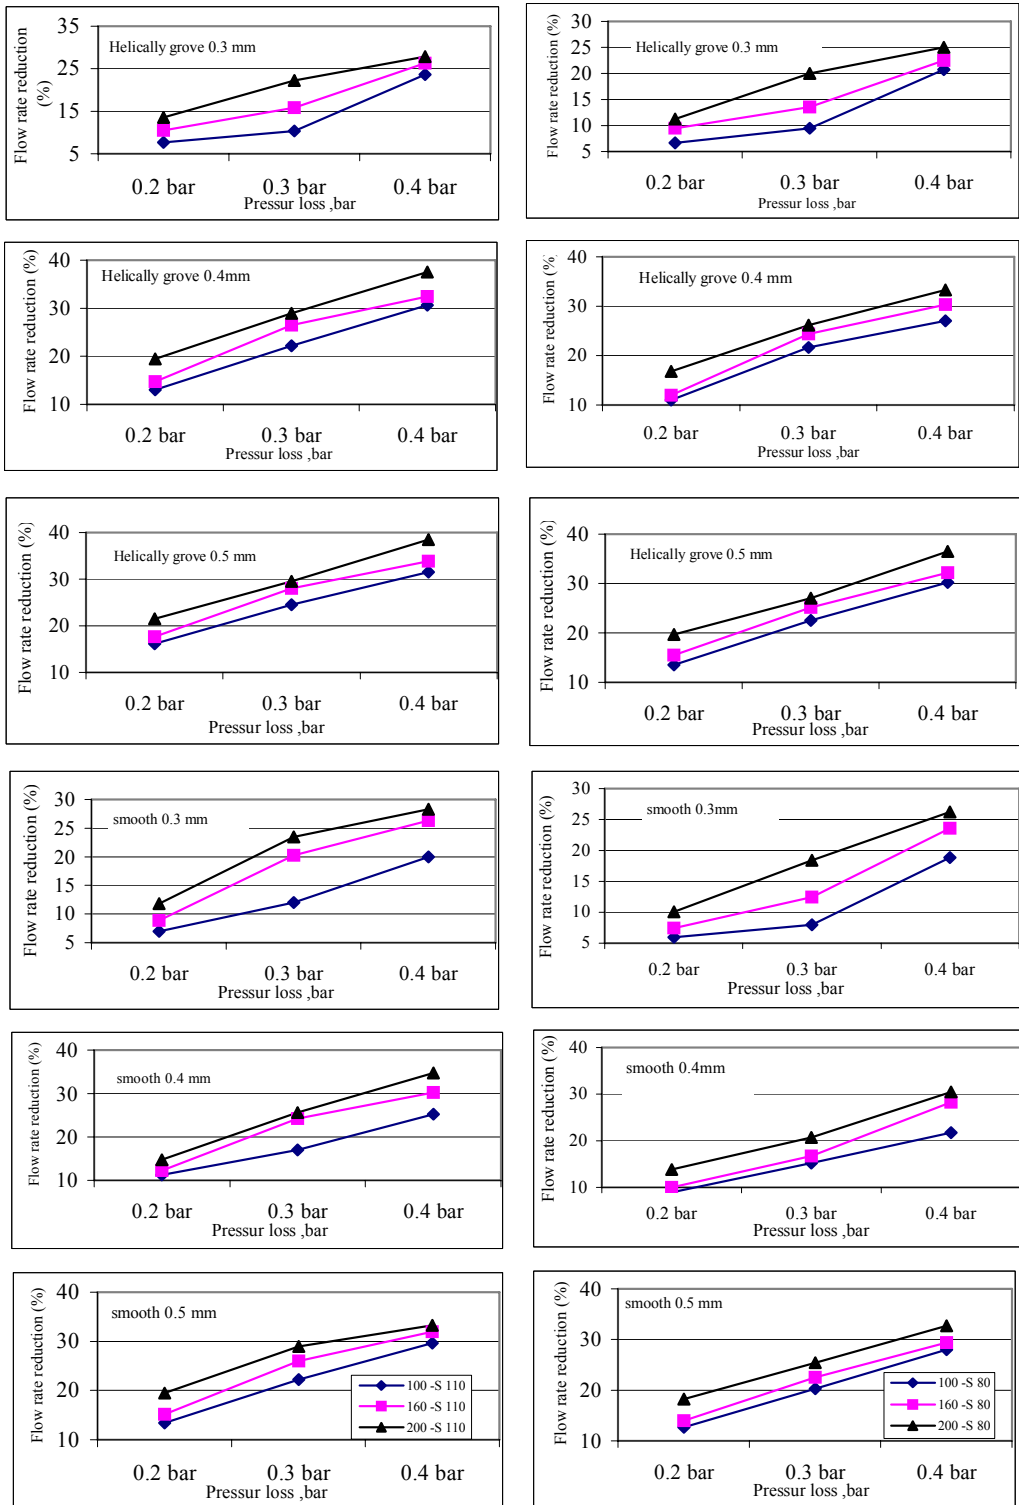 35
25
15
5
Flow rate reduction
(%)
Helically grove 0.3 mm
0.2 bar 0.3 bar 0.4 bar
Pressur loss ,bar
30
25
20
15
10
5
Flow rate reduction (%)
Helically grove 0.3 mm
0.2 bar 0.3 bar 0.4 bar
Pressur loss ,bar
40
30
20
10
Flow rate reduction (%)
Helically grove 0.4mm
0.2 bar 0.3 bar 0.4 bar
Pressur loss ,bar
40
30
20
10
Flow rate reduction (%)
Helically grove 0.4 mm
0.2 bar 0.3 bar 0.4 bar
Pressur loss ,bar
40
30
20
10
Flow rate reduction (%)
Helically grove 0.5 mm
0.2 bar 0.3 bar 0.4 bar
Pressur loss ,bar
40
30
20
10
Flow rate reduction (%)
Helically grove 0.5 mm
0.2 bar 0.3 bar 0.4 bar
Pressur loss ,bar
30
25
20
15
10
5
Flow rate reduction (%)
smooth 0.3 mm
0.2 bar 0.3 bar 0.4 bar
Pressur loss ,bar
30
25
20
15
10
5
Flow rate reduction (%)
smooth 0.3mm
0.2 bar 0.3 bar 0.4 bar
Pressur loss ,bar
40
30
20
10
Flow rate reduction (%)
smooth 0.4 mm
0.2 bar 0.3 bar 0.4 bar
Pressur loss ,bar
40
30
20
10
Flow rate reduction (%)
smooth 0.4mm
0.2 bar 0.3 bar 0.4 bar
Pressur loss ,bar
40
30
20
10
Flow rate reduction (%)
smooth 0.5 mm
100 -S 110
160 -S 110
200 -S 110
0.2 bar 0.3 bar 0.4 bar
Pressur loss ,bar
40
30
20
10
Flow rate reduction (%)
smooth 0.5 mm
100 -S 80
160 -S 80
200 -S 80
0.2 bar 0.3 bar 0.4 bar
Pressur loss ,bar